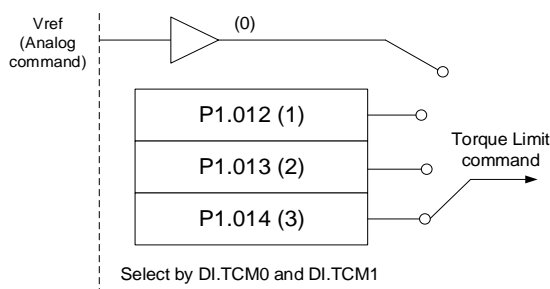 Vref
(Analog
command)
(0)
P1.012 (1)
P1.013 (2)
P1.014 (3)
Torque Limit
command
Select by DI.TCM0 and DI.TCM1